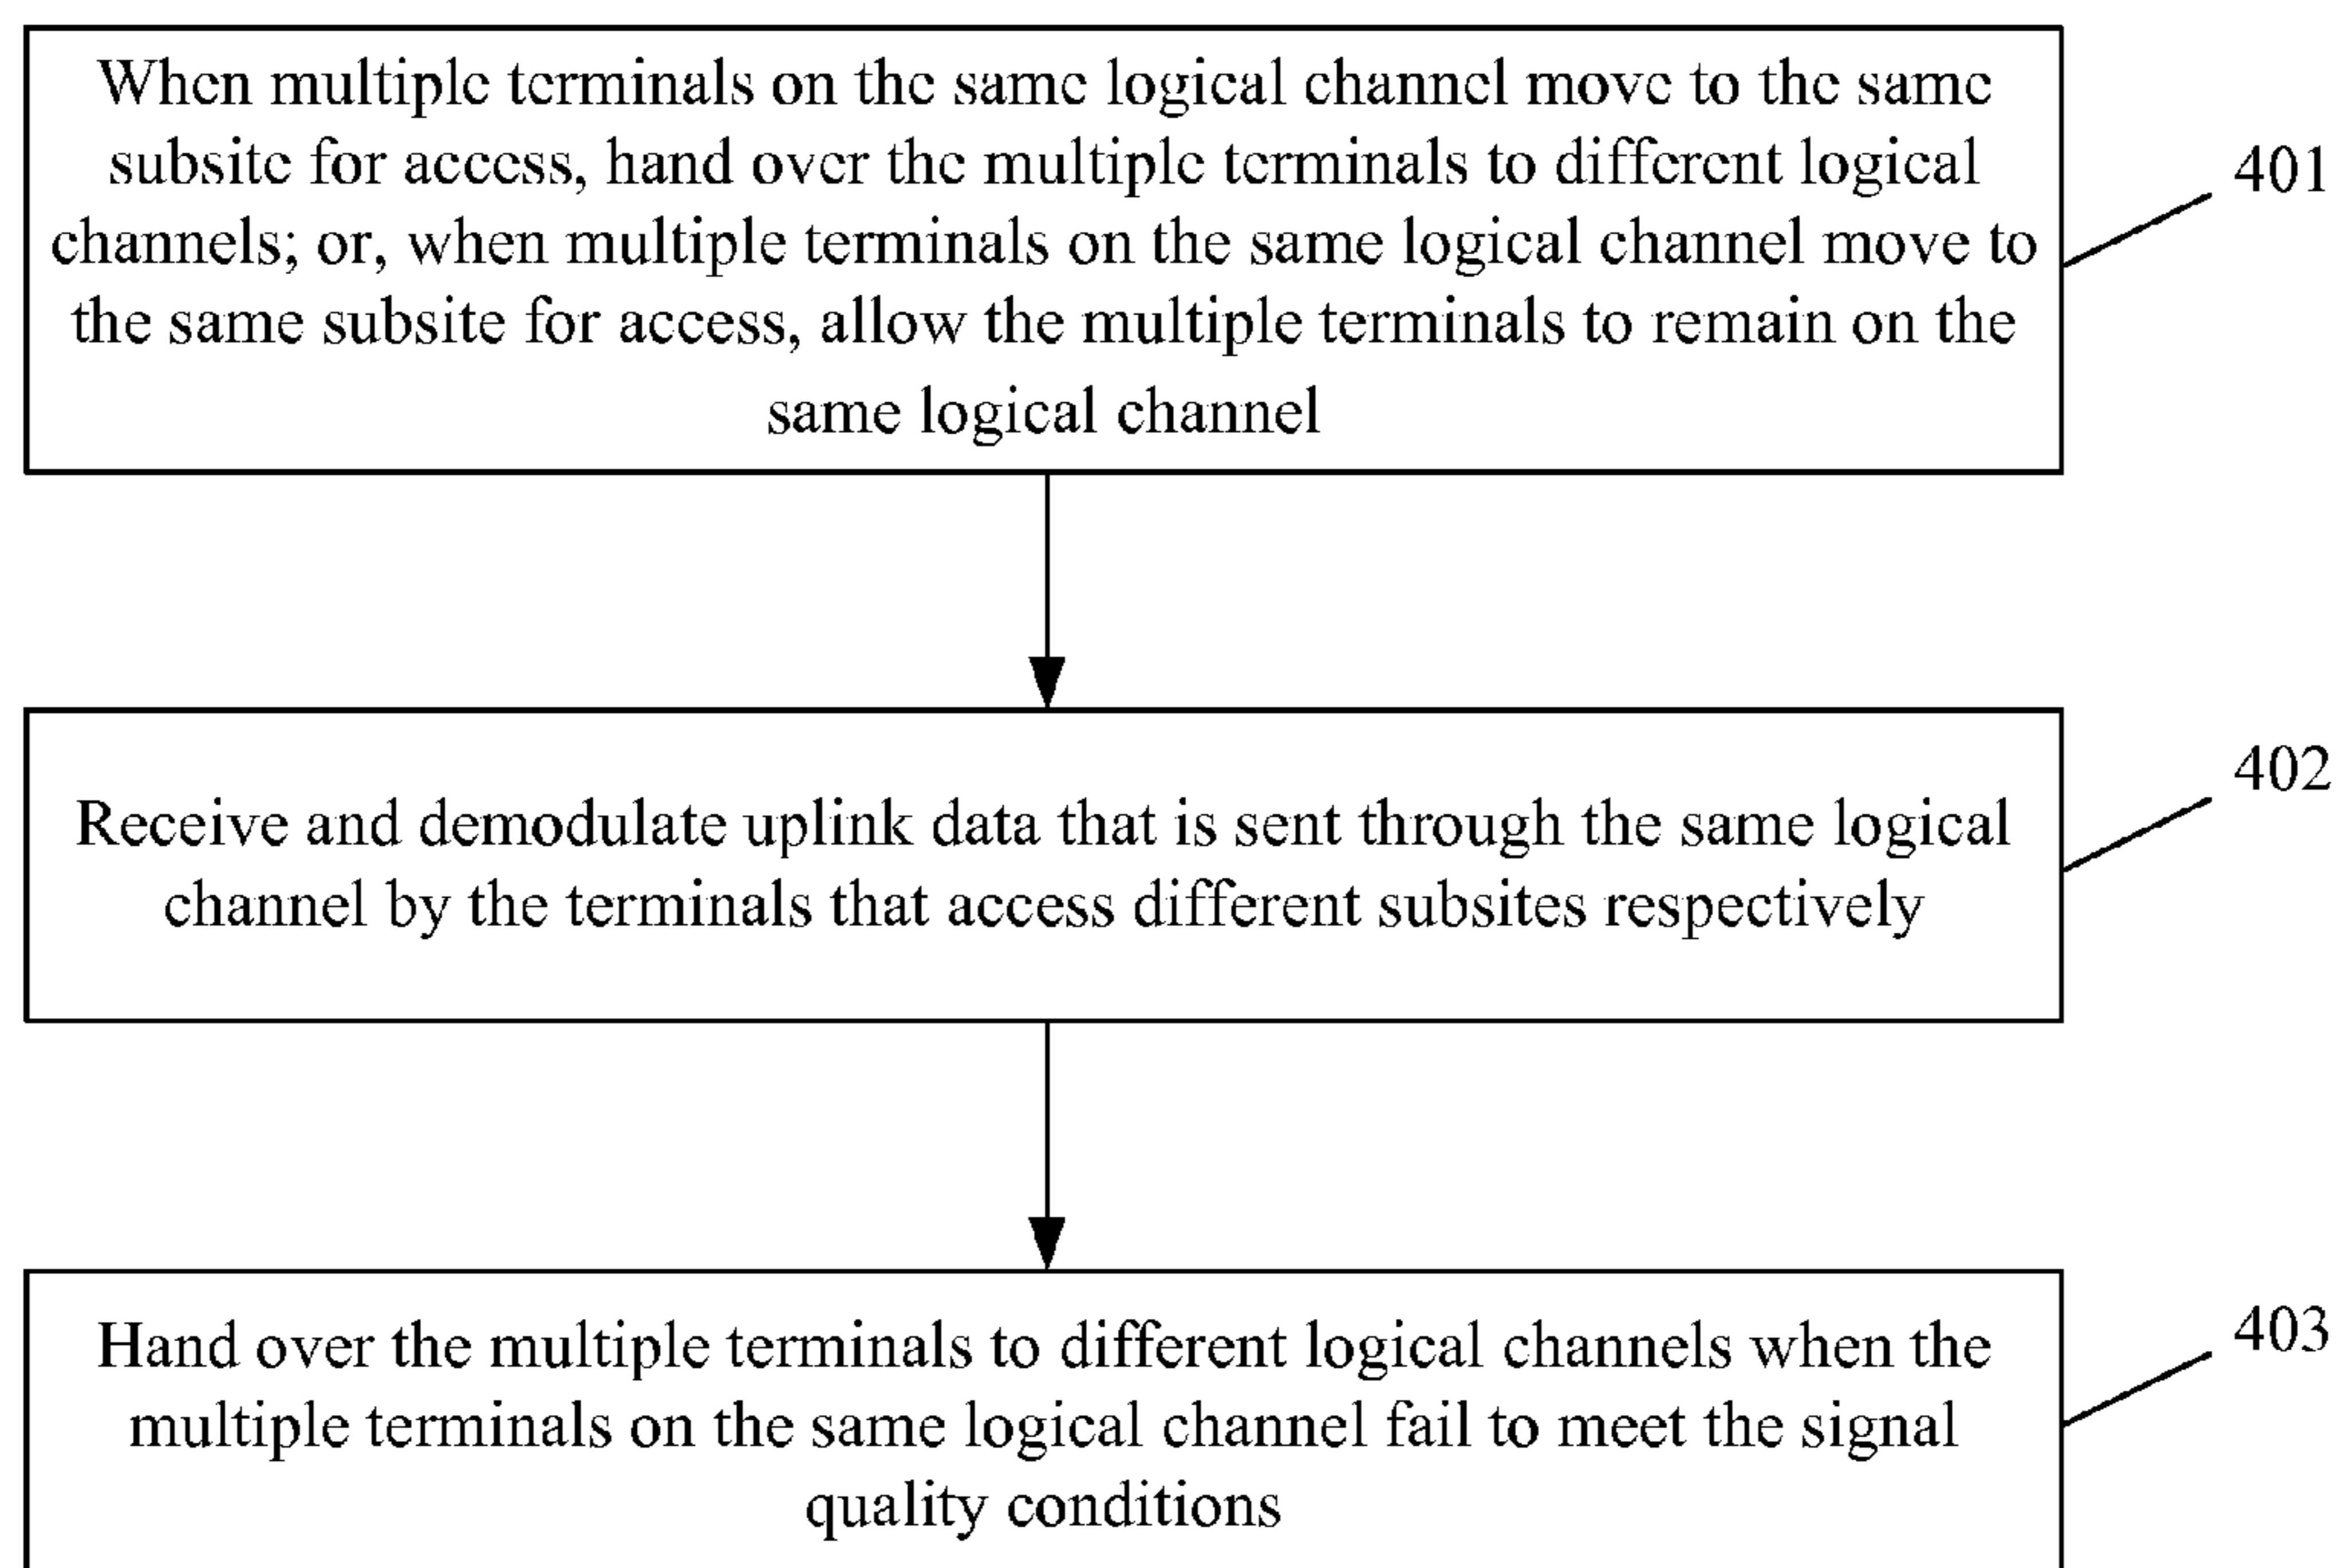 When multiple terminals on the same logical channel move to the same
subsite for access, hand over the multiple terminals to different logical
channels; or, when multiple terminals on the same logical channel move to
the same subsite for access, allow the multiple terminals to remain on the
same logical channel
401
Receive and demodulate uplink data that is sent through the same logical
channel by the terminals that access different subsites respectively
402
Hand over the multiple terminals to different logical channels when the
multiple terminals on the same logical channel fail to meet the signal
quality conditions
403